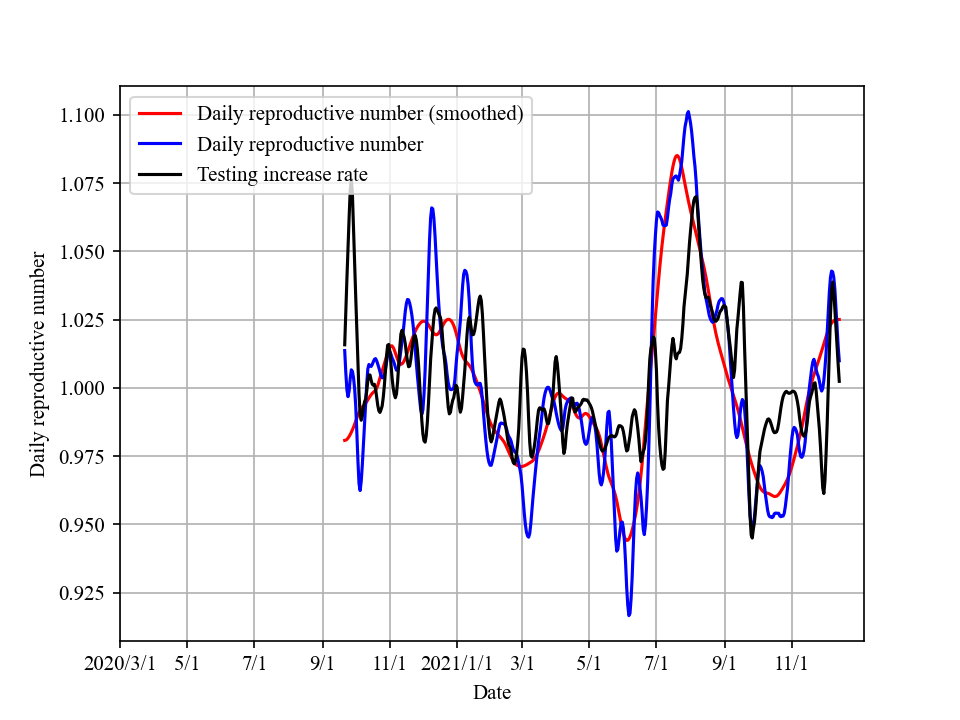 Daily reproductive number (smoothed)
Daily reproductive number
Testing increase rate
Daily reproductive number
1.100
1.075
1.050
1.025
1.000
0.975
0.950
0.925
2020/3/1 5/1 7/1 9/1 11/1 2021/1/1 3/1 5/1 7/1 9/1 11/1
Date